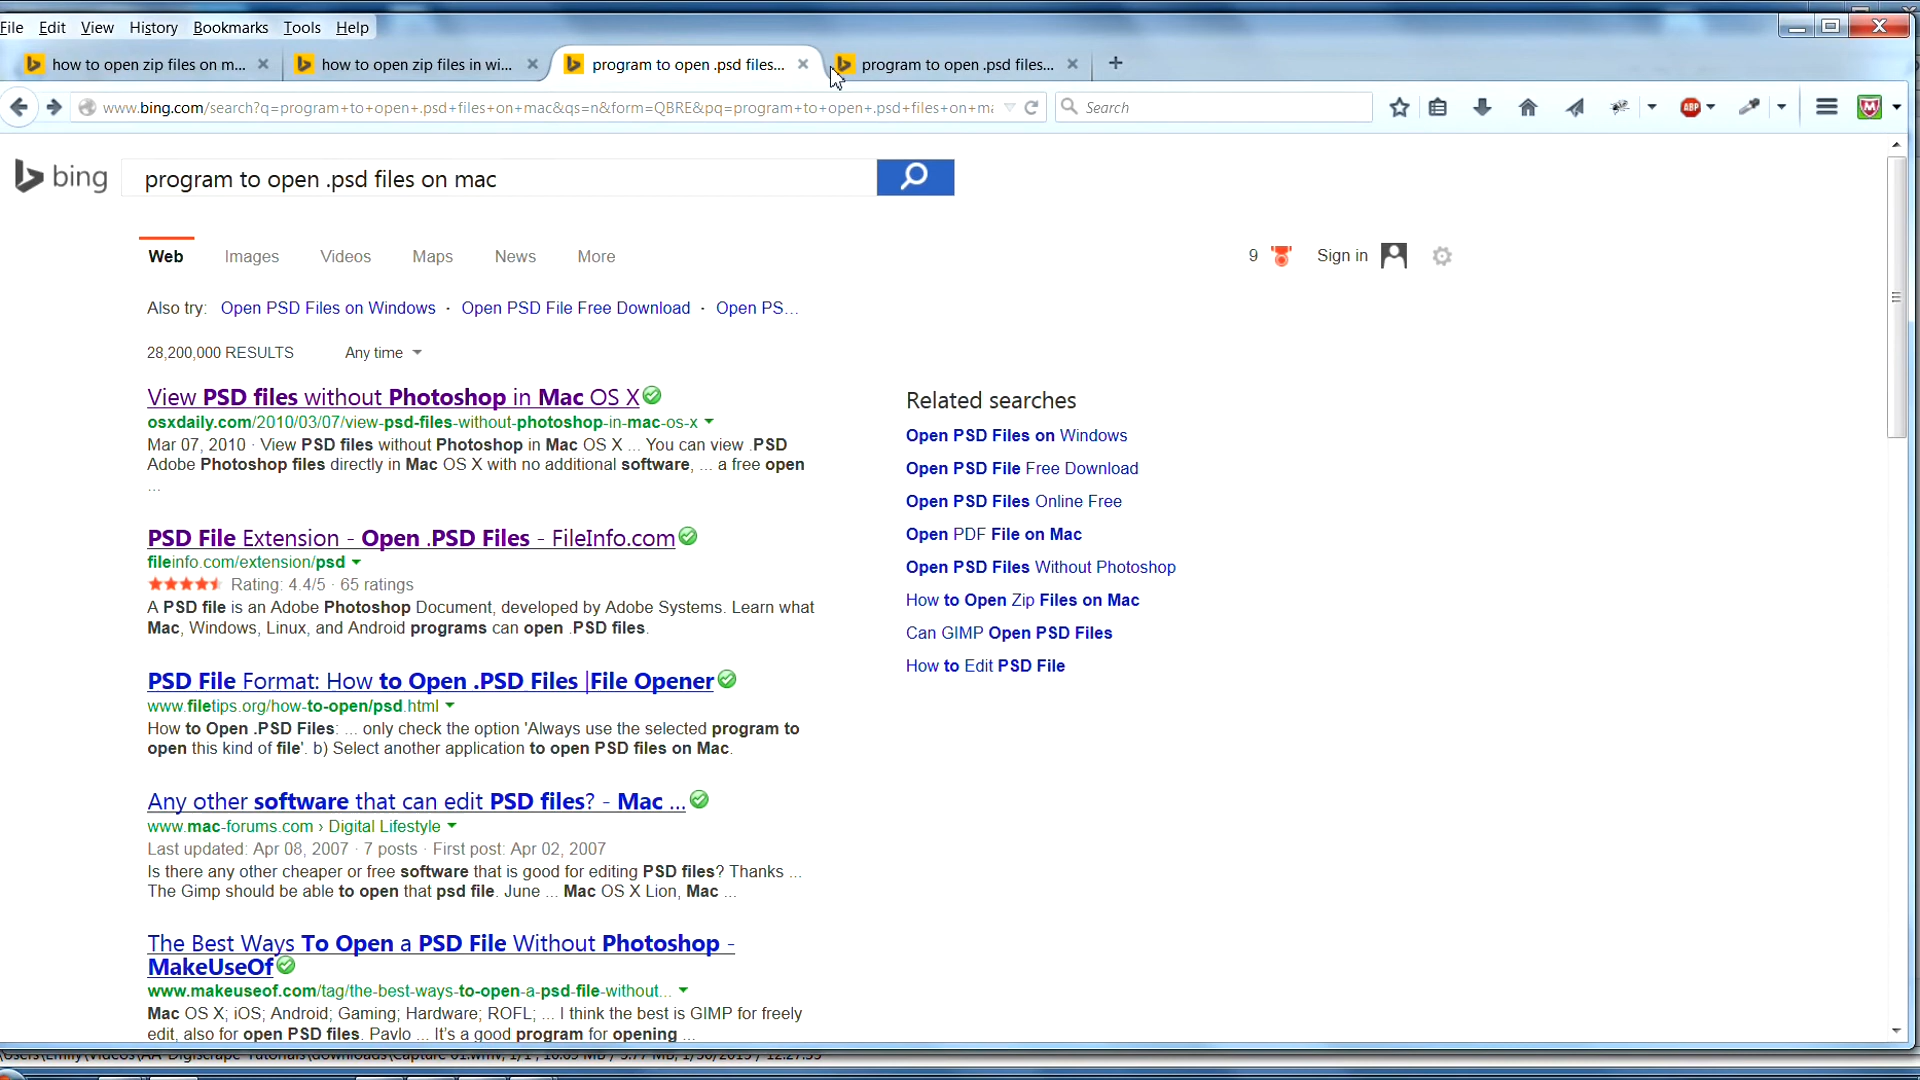 File Edit View History Bookmarks Tools Help
how to open zip files on m...
how to open zip files in wi...
program to open .psd files...
program to open .psd files...
www.bing.com/search?q=program+to+open+.psd+files+on+mac&qs=n&form=QBRE&pq=program+to+open+.psd+files+on+ma
Search
ABP
bing
program to open .psd files on mac
Web Images Videos Maps News More
9 Sign in
Also try: Open PSD Files on Windows · Open PSD File Free Download · Open PS...
28,200,000 RESULTS Any time
View PSD files without Photoshop in Mac OS X
osxdaily.com/2010/03/07/view-psd-files-without-photoshop-in-mac-os-x
Mar 07, 2010 · View PSD files without Photoshop in Mac OS X ... You can view .PSD
Adobe Photoshop files directly in Mac OS X with no additional software, ... a free open
...
PSD File Extension - Open .PSD Files - FileInfo.com
fileinfo.com/extension/psd
Rating: 4.4/5 · 65 ratings
A PSD file is an Adobe Photoshop Document, developed by Adobe Systems. Learn what
Mac, Windows, Linux, and Android programs can open .PSD files.
PSD File Format: How to Open .PSD Files |File Opener
www.filetips.org/how-to-open/psd.html
How to Open .PSD Files: ... only check the option 'Always use the selected program to
open this kind of file'. b) Select another application to open PSD files on Mac.
Any other software that can edit PSD files? - Mac ...
www.mac-forums.com › Digital Lifestyle
Last updated: Apr 08, 2007 · 7 posts · First post: Apr 02, 2007
Is there any other cheaper or free software that is good for editing PSD files? Thanks ...
The Gimp should be able to open that psd file. June ... Mac OS X Lion, Mac ...
The Best Ways To Open a PSD File Without Photoshop -
MakeUseOf
www.makeuseof.com/tag/the-best-ways-to-open-a-psd-file-without...
Mac OS X; iOS; Android; Gaming; Hardware; ROFL; ... I think the best is GIMP for freely
edit, also for open PSD files. Pavlo ... It's a good program for opening ...
Related searches
Open PSD Files on Windows
Open PSD File Free Download
Open PSD Files Online Free
Open PDF File on Mac
Open PSD Files Without Photoshop
How to Open Zip Files on Mac
Can GIMP Open PSD Files
How to Edit PSD File